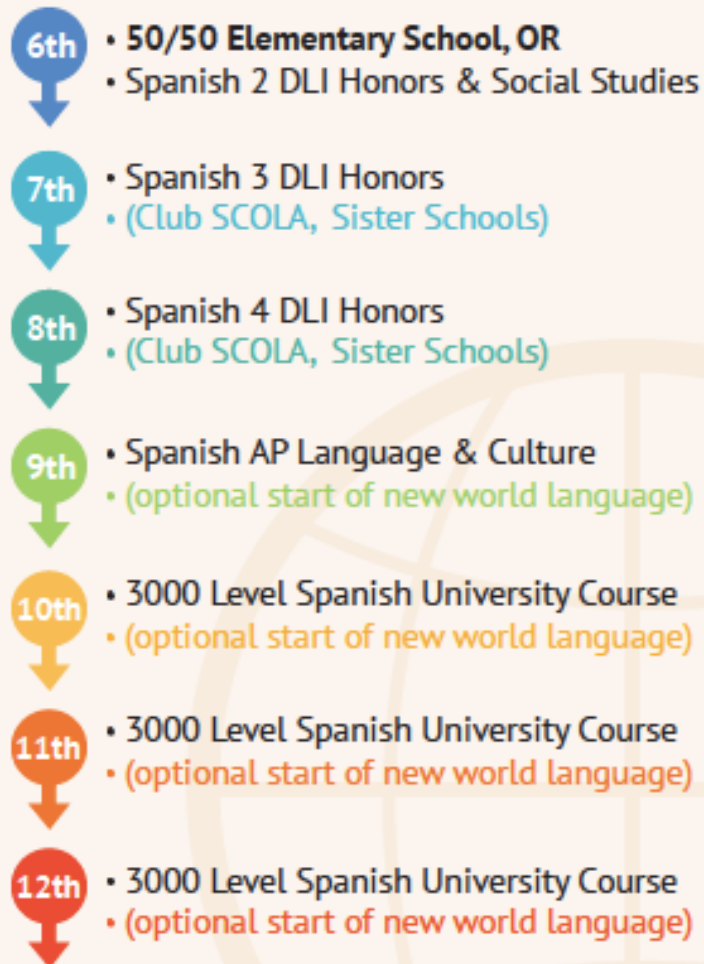 6th
• 50/50 Elementary School, OR
• Spanish 2 DLI Honors & Social Studies
7th
• Spanish 3 DLI Honors
• (Club SCOLA, Sister Schools)
8th
• Spanish 4 DLI Honors
• (Club SCOLA, Sister Schools)
9th
• Spanish AP Language & Culture
• (optional start of new world language)
10th
• 3000 Level Spanish University Course
• (optional start of new world language)
11th
• 3000 Level Spanish University Course
• (optional start of new world language)
12th
• 3000 Level Spanish University Course
• (optional start of new world language)